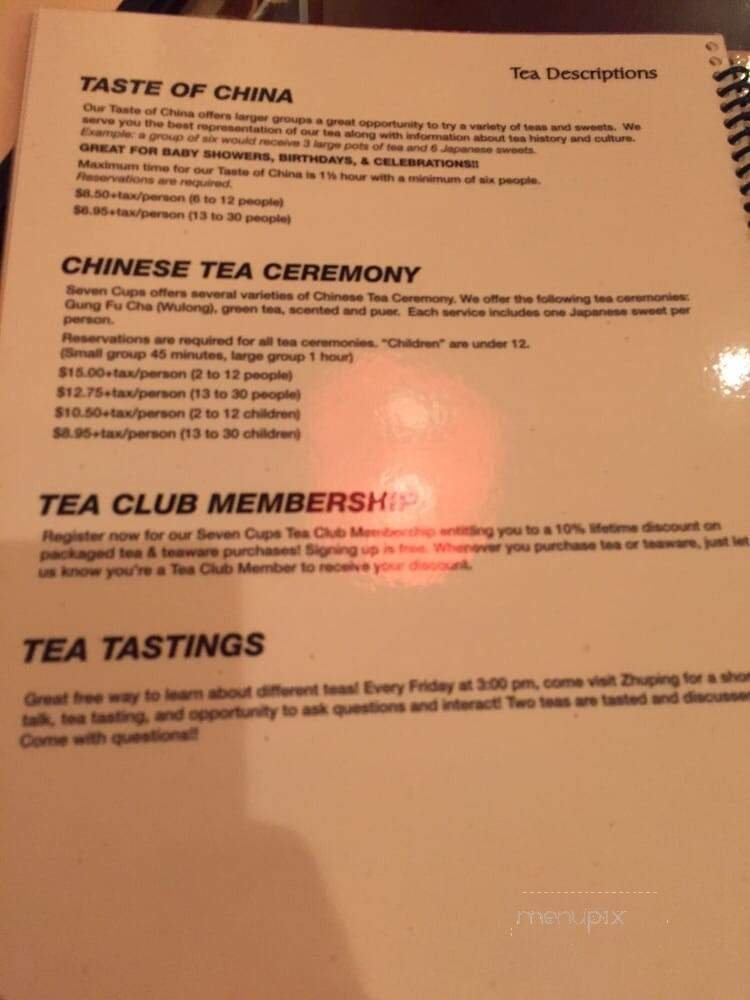 Tea Descriptions
TASTE OF CHINA
Our Taste of China offers larger groups a great opportunity to try a variety of teas and sweets. We
serve you the best representation of our tea along with information about tea history and culture.
Example: a group of six would receive 3 large pots of tea and 6 Japanese sweets.
GREAT FOR BABY SHOWERS, BIRTHDAYS, & CELEBRATIONS!!
Maximum time for our Taste of China is 1½ hour with a minimum of six people.
Reservations are required.
$8.50+tax/person (6 to 12 people)
$6.95+tax/person (13 to 30 people)
CHINESE TEA CEREMONY
Seven Cups offers several varieties of Chinese Tea Ceremony. We offer the following tea ceremonies:
Gung Fu Cha (Wulong), green tea, scented and puer. Each service includes one Japanese sweet per
person.
Reservations are required for all tea ceremonies. "Children" are under 12.
(Small group 45 minutes, large group 1 hour)
$15.00+tax/person (2 to 12 people)
$12.75+tax/person (13 to 30 people)
$10.50+tax/person (2 to 12 children)
$8.95+tax/person (13 to 30 children)
TEA CLUB MEMBERSHIP
Register now for our Seven Cups Tea Club Membership entitling you to a 10% lifetime discount on
packaged tea & teaware purchases! Signing up is free. Whenever you purchase tea or teaware, just let
us know you're a Tea Club Member to receive your discount.
TEA TASTINGS
Great free way to learn about different teas! Every Friday at 3:00 pm, come visit Zhuping for a shor
talk, tea tasting, and opportunity to ask questions and interact! Two teas are tasted and discusse
Come with questions!!
menupix